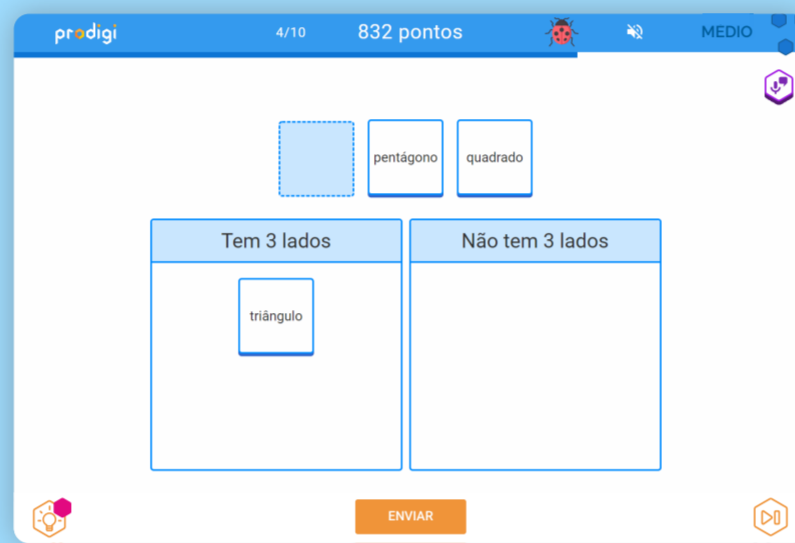 prodigi
4/10
832 pontos
MEDIO
pentágono
quadrado
Tem 3 lados
Não tem 3 lados
triângulo
ENVIAR